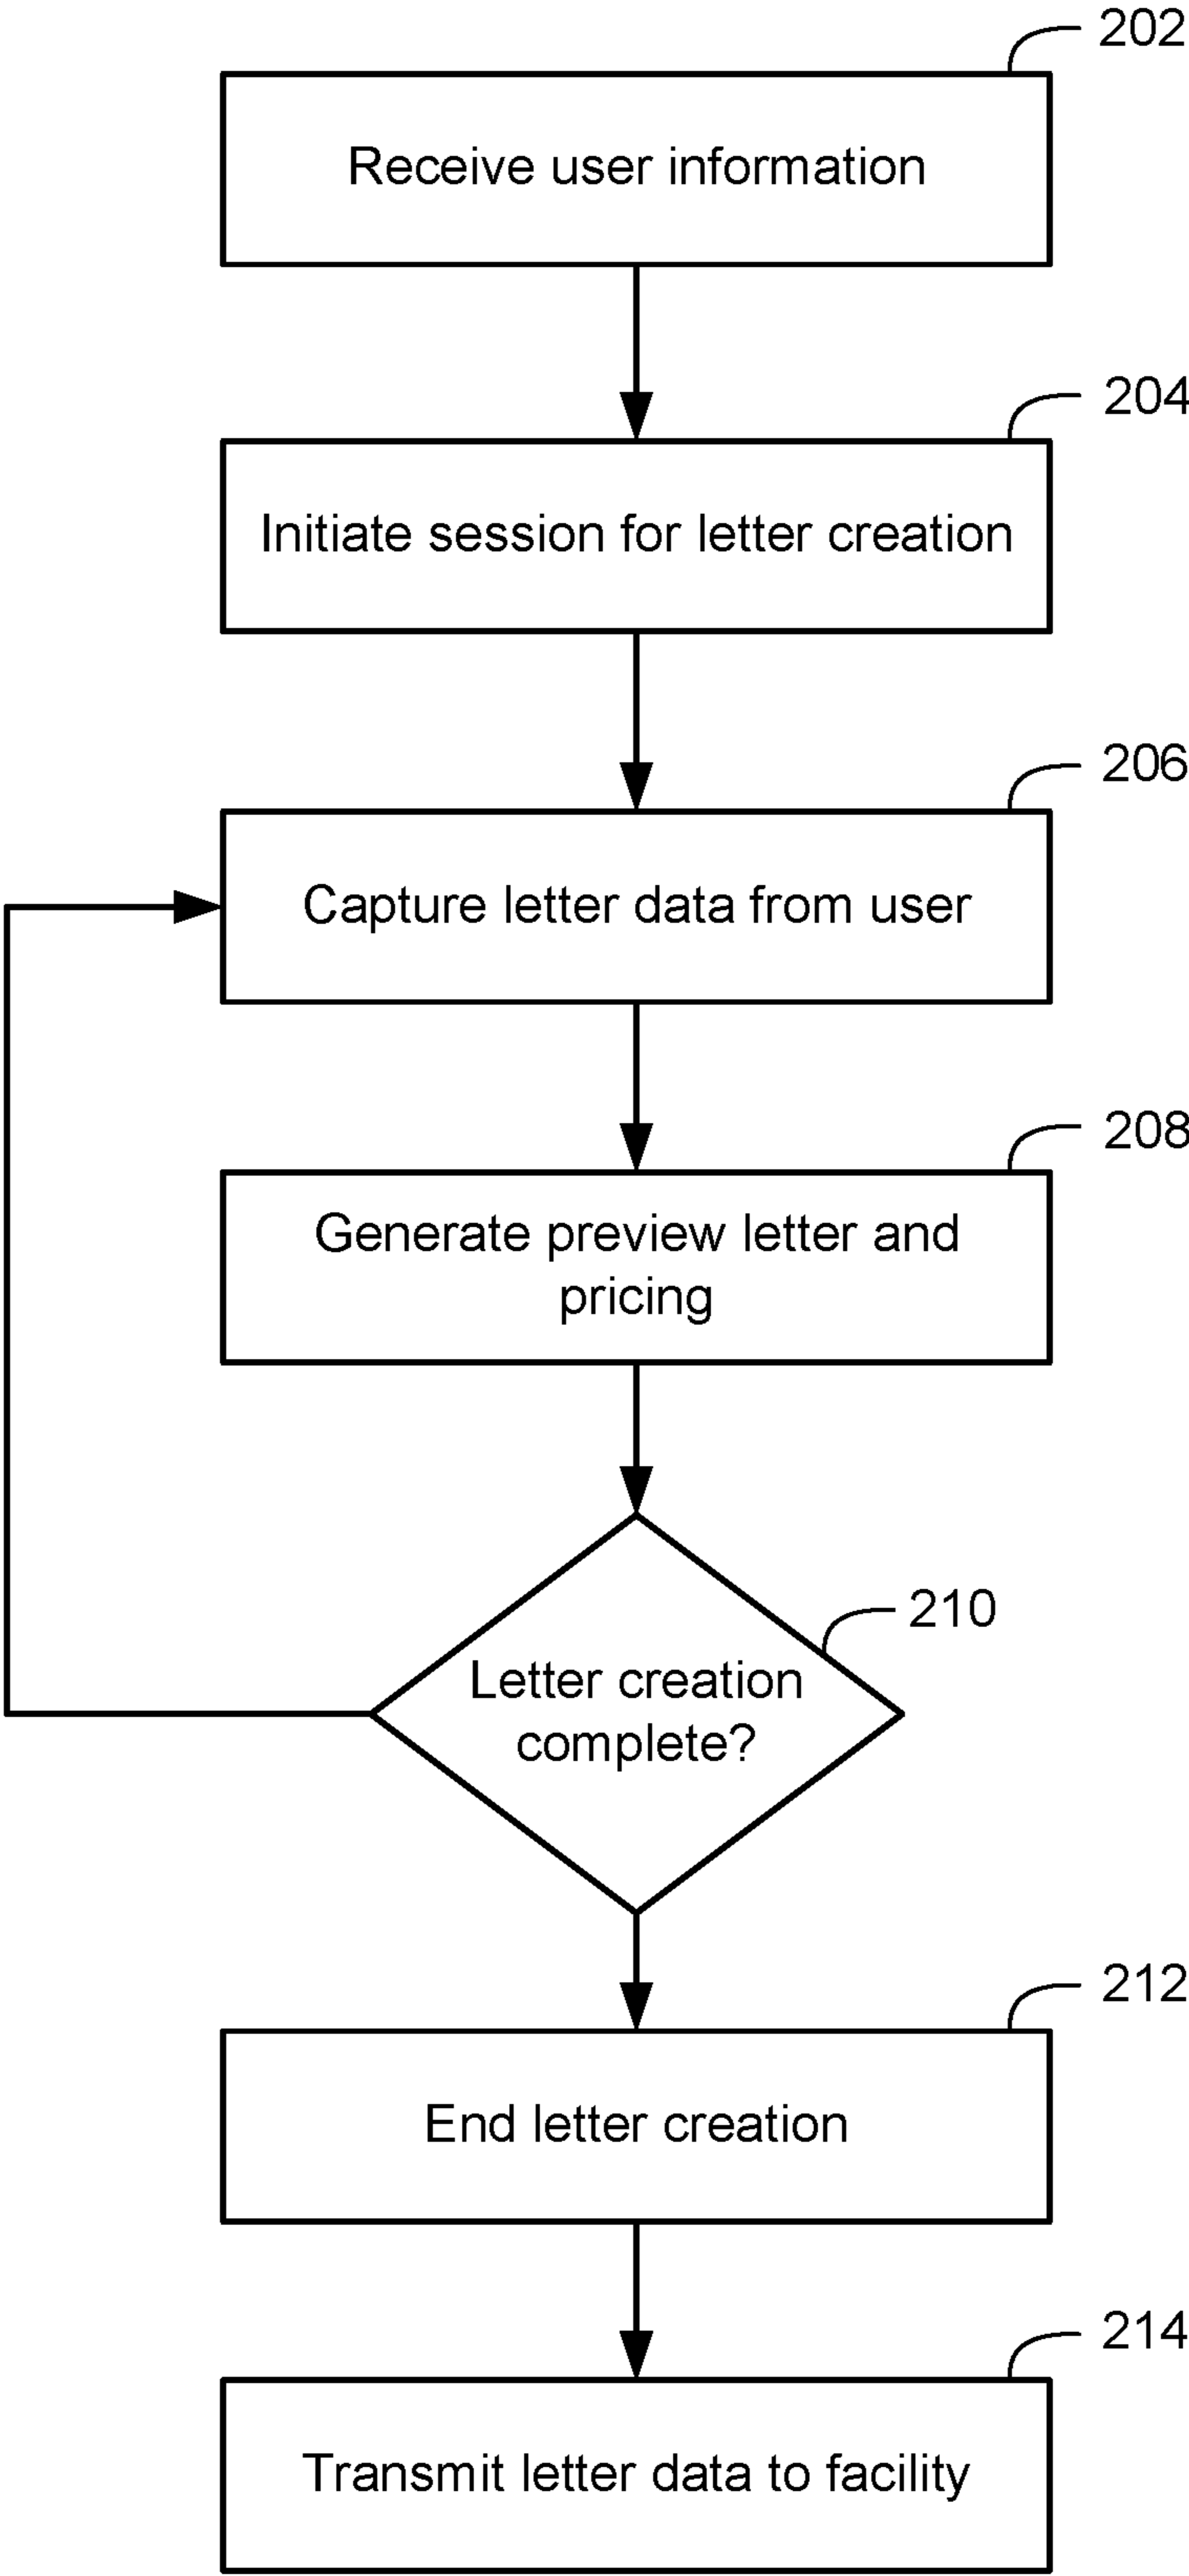 202
Receive user information
204
Initiate session for letter creation
206
Capture letter data from user
208
Generate preview letter and
pricing
210
Letter creation
complete?
212
End letter creation
214
Transmit letter data to facility